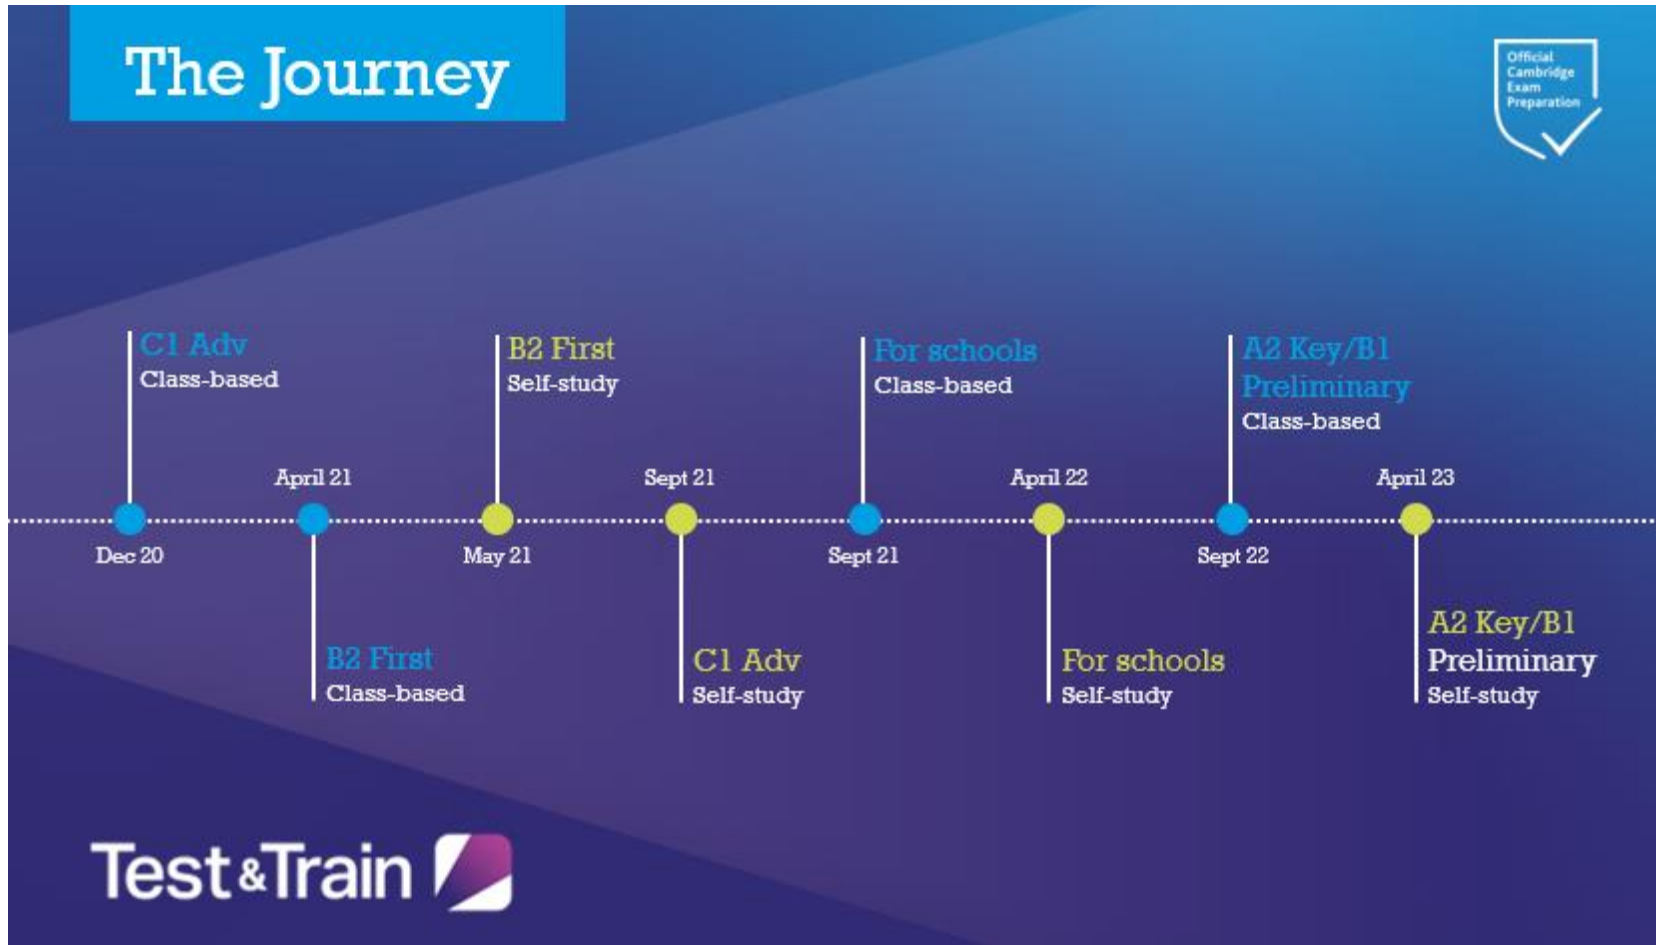 The Journey
Official
Cambridge
Exam
Preparation
C1 Adv
Class-based
Dec 20
April 21
B2 First
Class-based
B2 First
Self-study
May 21
Sept 21
C1 Adv
Self-study
For schools
Class-based
Sept 21
April 22
For schools
Self-study
A2 Key/B1
Preliminary
Class-based
Sept 22
April 23
A2 Key/B1
Preliminary
Self-study
Test&Train